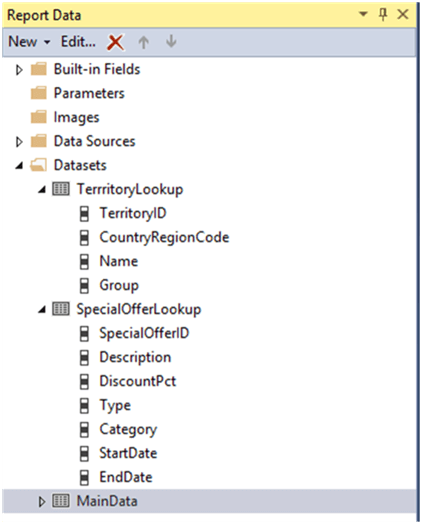 Report Data
New Edit...
Built-in Fields
Parameters
Images
Data Sources
Datasets
TerrritoryLookup
TerritoryID
CountryRegionCode
Name
Group
SpecialOfferLookup
SpecialOfferID
Description
DiscountPct
Type
Category
StartDate
EndDate
MainData